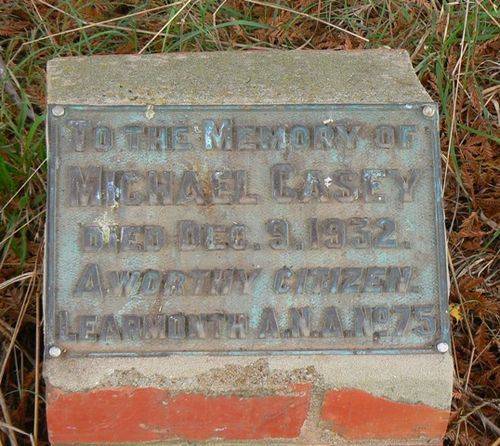 TO THE MEMORY OF
MICHAEL CASEY
DIED DEC. 9. 1932.
A WORTHY CITIZEN.
LEARMONTH A.N.A. No. 75